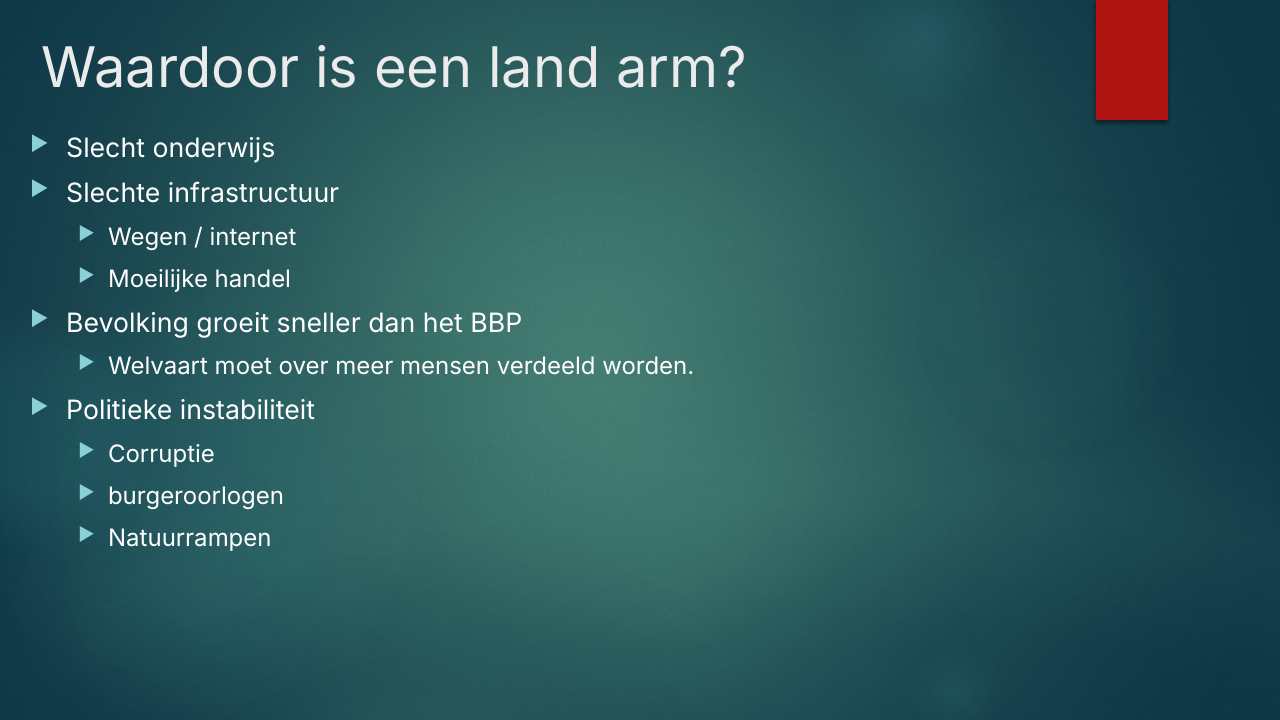 Waardoor is een land arm?
Slecht onderwijs
Slechte infrastructuur
Wegen / internet
Moeilijke handel
Bevolking groeit sneller dan het BBP
Welvaart moet over meer mensen verdeeld worden.
Politieke instabiliteit
Corruptie
burgeroorlogen
Natuurrampen